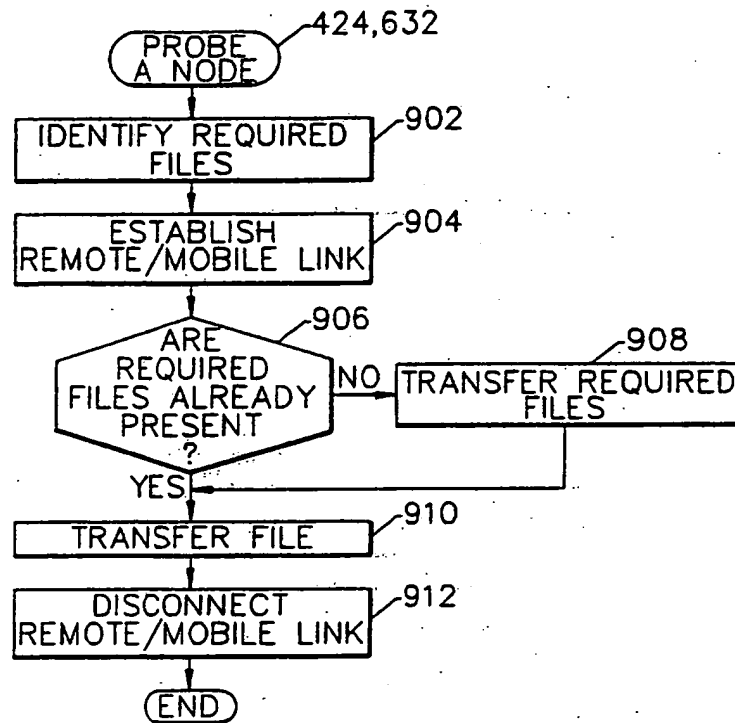 PROBE
A NODE
424,632
IDENTIFY REQUIRED
FILES
902
ESTABLISH
REMOTE/MOBILE LINK
904
ARE
REQUIRED
FILES ALREADY
PRESENT
?
906
NO
908
TRANSFER REQUIRED
FILES
YES
TRANSFER FILE
910
DISCONNECT
REMOTE/MOBILE LINK
912
END